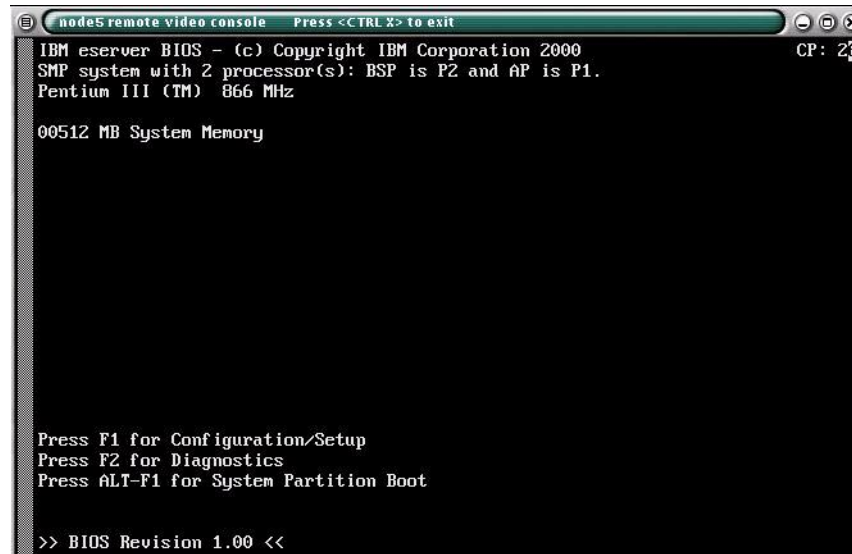 node5 remote video console Press <<CTRL X> to exit
IBM eserver BIOS - (c) Copyright IBM Corporation 2000 CP:
SMP system with 2 processor(s): BSP is P2 and AP is P1.
Pentium III (TM) 866 MHz
00512 MB System Memory
Press F1 for Configuration/Setup
Press F2 for Diagnostics
Press ALT-F1 for System Partition Boot
>> BIOS Revision 1.00 <<